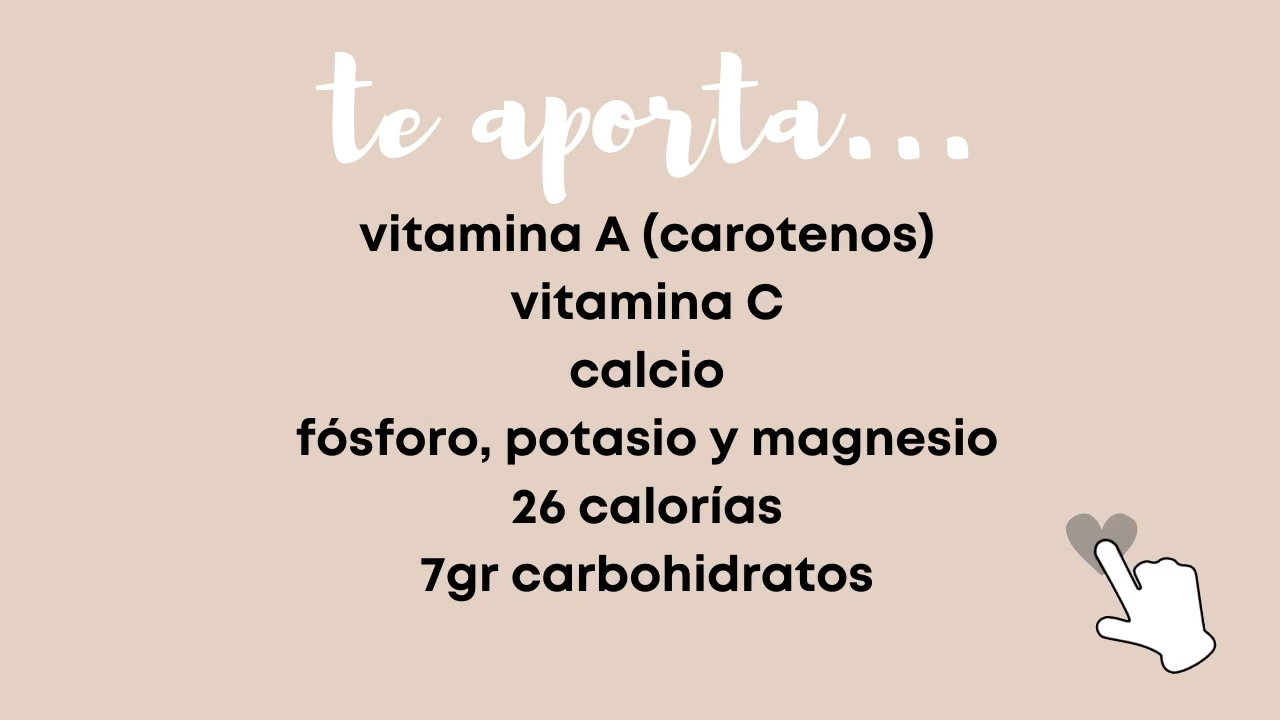 te aporta...
vitamina A (carotenos)
vitamina C
calcio
fósforo, potasio y magnesio
26 calorías
7gr carbohidratos